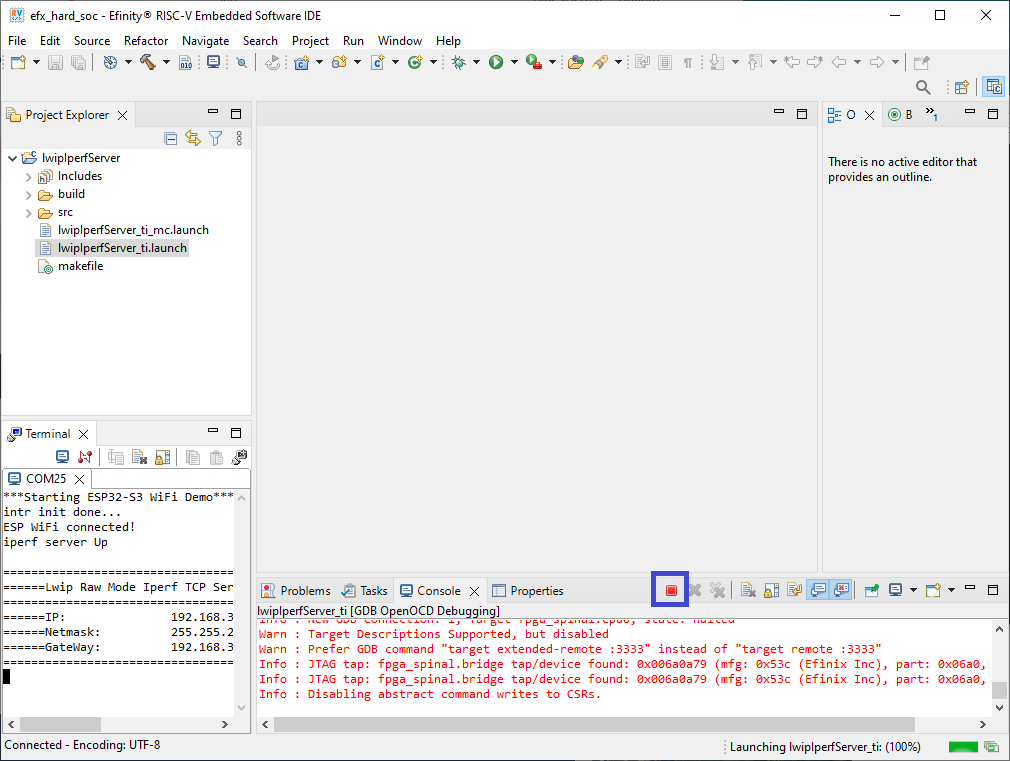 efx_hard_soc - Efinity® RISC-V Embedded Software IDE
File Edit Source Refactor Navigate Search Project Run Window Help
Project Explorer
lwipIperfServer
Includes
build
src
lwipIperfServer_ti_mc.launch
lwipIperfServer_ti.launch
makefile
O B 1
There is no active editor that
provides an outline.
Terminal
COM25
***Starting ESP32-S3 WiFi Demo***
intr init done...
ESP WiFi connected!
iperf server Up
==================================
======Lwip Raw Mode Iperf TCP Ser
==================================
======IP: 192.168.3
======Netmask: 255.255.2
======GateWay: 192.168.3
==================================
Problems Tasks Console Properties
lwipIperfServer_ti [GDB OpenOCD Debugging]
Info : New GDB Connection: 1, Target fpga_spinal.cpu0, state: halted
Warn : Target Descriptions Supported, but disabled
Warn : Prefer GDB command "target extended-remote :3333" instead of "target remote :3333"
Info : JTAG tap: fpga_spinal.bridge tap/device found: 0x006a0a79 (mfg: 0x53c (Efinix Inc), part: 0x06a0,
Info : JTAG tap: fpga_spinal.bridge tap/device found: 0x006a0a79 (mfg: 0x53c (Efinix Inc), part: 0x06a0,
Info : Disabling abstract command writes to CSRs.
Connected - Encoding: UTF-8
Launching lwipIperfServer_ti: (100%)